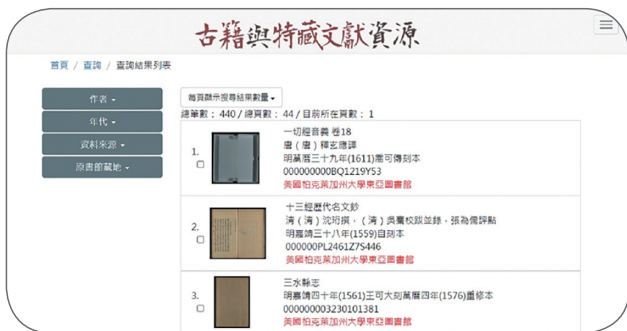 古籍與特藏文獻資源
首頁 / 查詢 / 查詢結果列表
作者
年代
資料來源
原書館藏地
每頁顯示搜尋結果數量
總筆數： 440 / 總頁數： 44 / 目前所在頁數： 1
1.
一切經音義 卷18
唐 ( 唐 ) 釋玄應譯
明萬曆三十九年(1611)喬可傳刻本
000000000BQ1219Y53
美國柏克萊加州大學東亞圖書館
2.
十三經歷代名文鈔
清 ( 清 ) 沈珩撰， ( 清 ) 吳騫校跋並錄，張為儒評點
明嘉靖三十八年(1559)自刻本
000000PL2461Z7S446
美國柏克萊加州大學東亞圖書館
3.
三水縣志
明嘉靖四十年(1561)王可大刻萬曆四年(1576)重修本
000000003230101381
美國柏克萊加州大學東亞圖書館